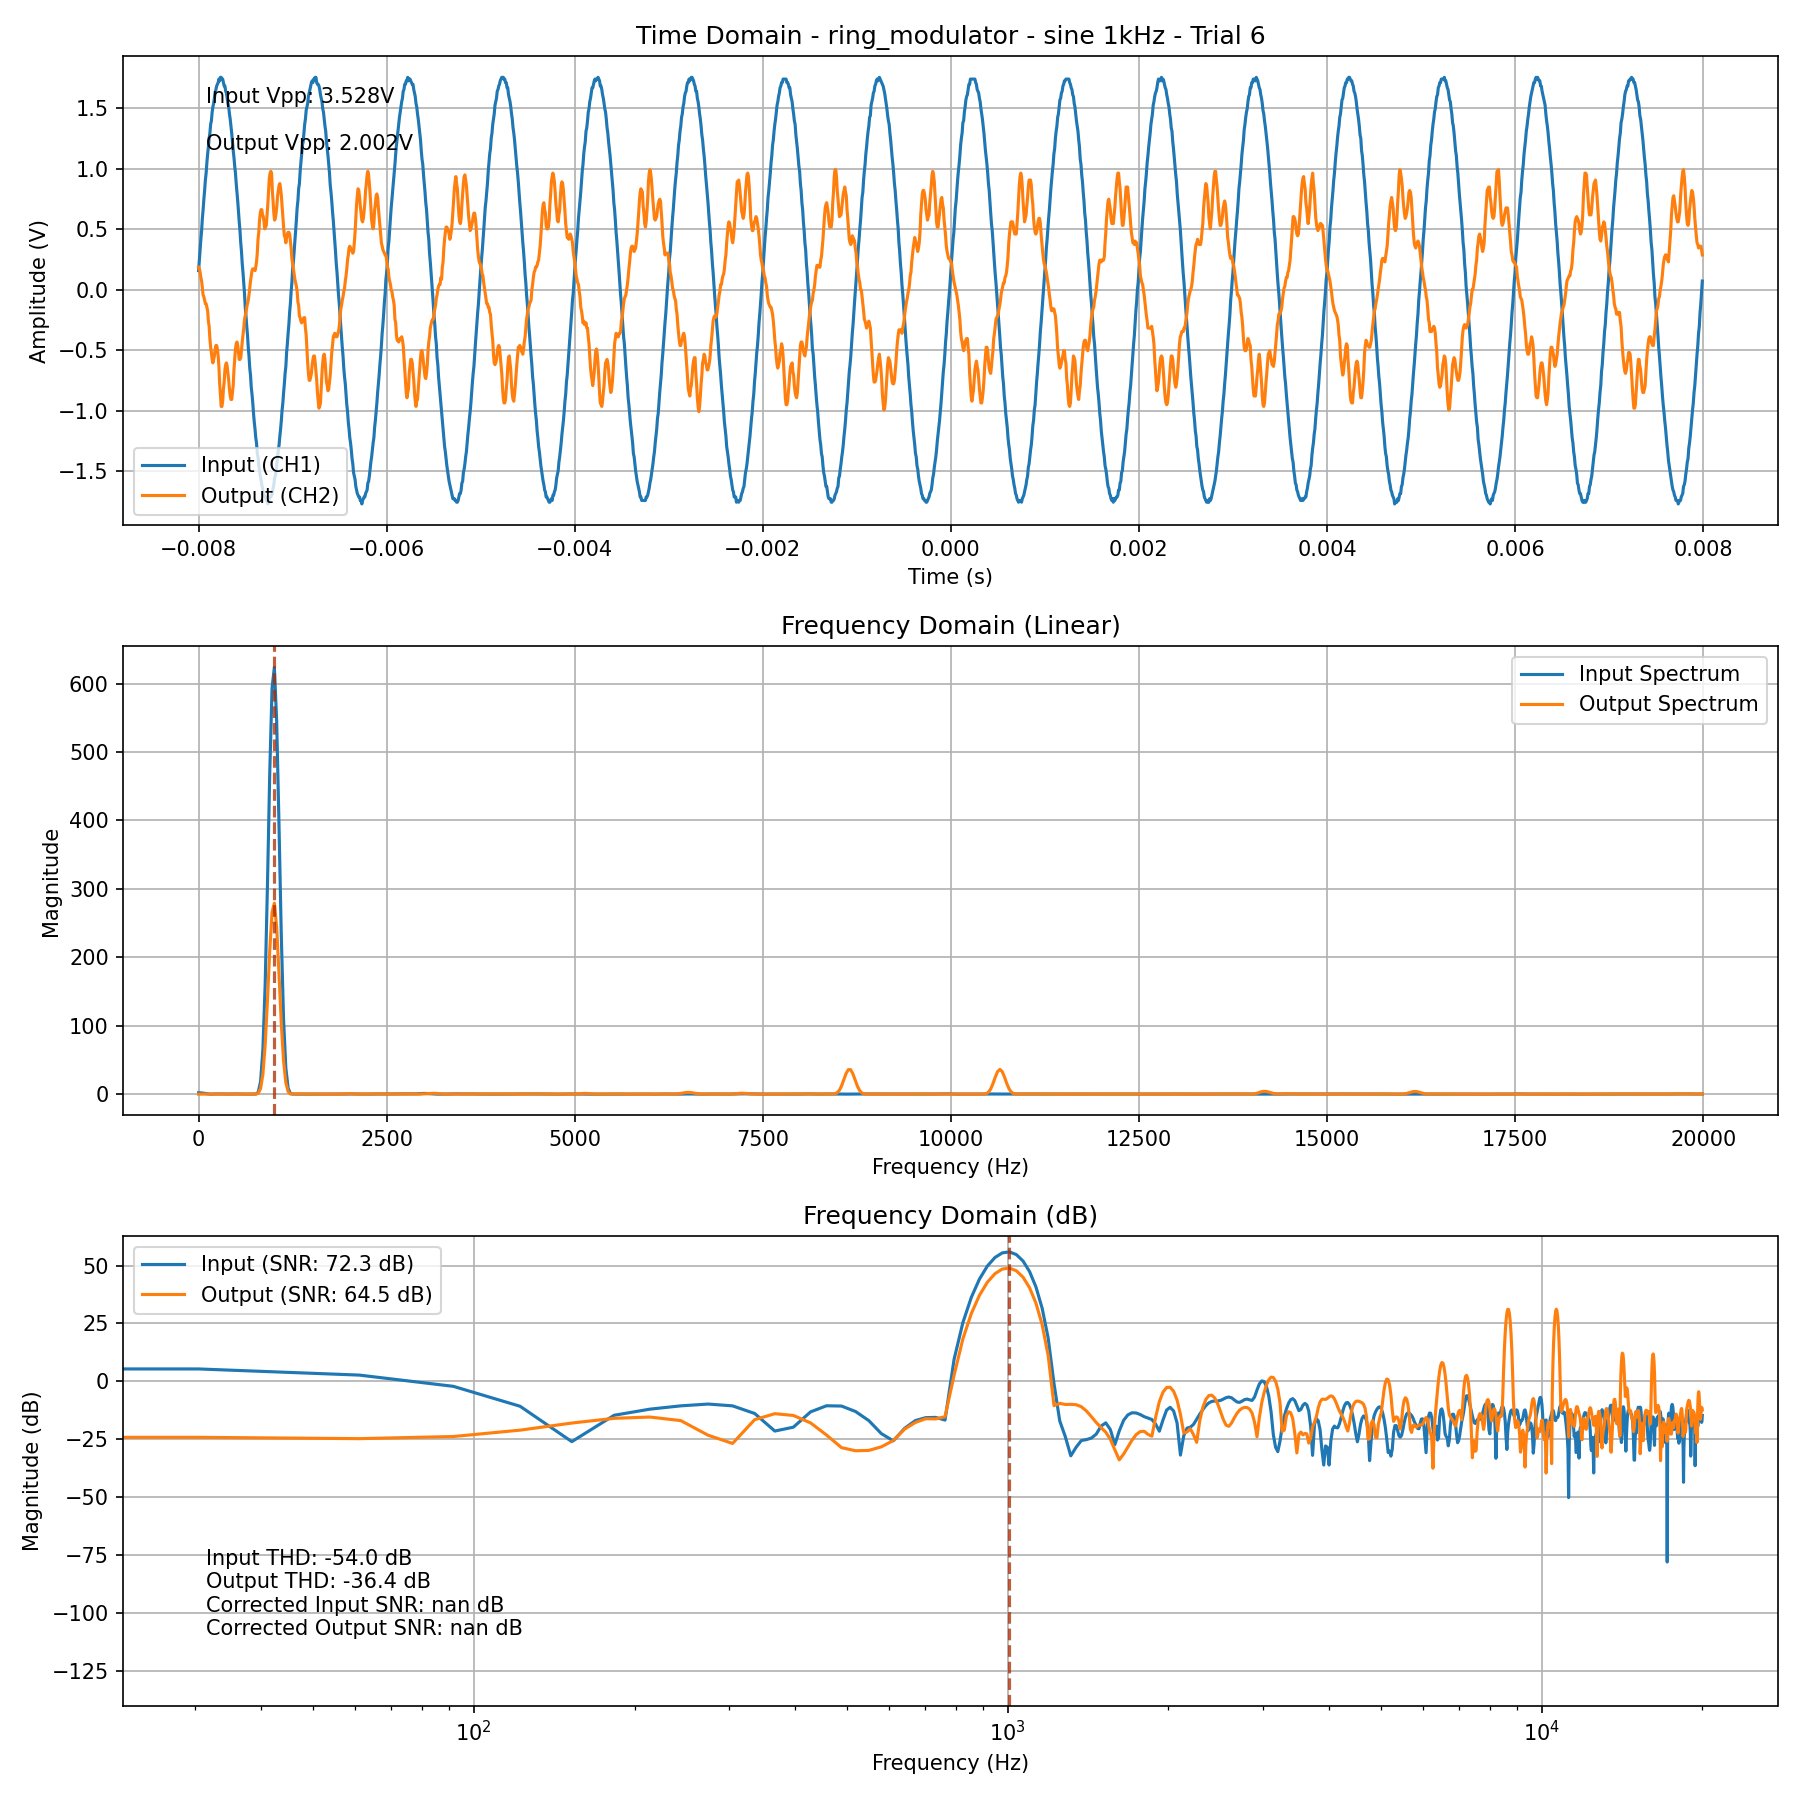 Time Domain - ring_modulator - sine 1kHz - Trial 6
Input Vpp: 3.528V
Output Vpp: 2.002V
1.5
1.0
0.5
0.0
−0.5
−1.0
−1.5
Amplitude (V)
Input (CH1)
Output (CH2)
−0.008 −0.006 −0.004 −0.002 0.000 0.002 0.004 0.006 0.008
Time (s)
Frequency Domain (Linear)
Input Spectrum
Output Spectrum
600
500
400
300
200
100
0
Magnitude
0 2500 5000 7500 10000 12500 15000 17500 20000
Frequency (Hz)
Frequency Domain (dB)
Input (SNR: 72.3 dB)
Output (SNR: 64.5 dB)
50
25
0
−25
−50
−75
−100
−125
Magnitude (dB)
Input THD: -54.0 dB
Output THD: -36.4 dB
Corrected Input SNR: nan dB
Corrected Output SNR: nan dB
10² 10³ 10⁴
Frequency (Hz)